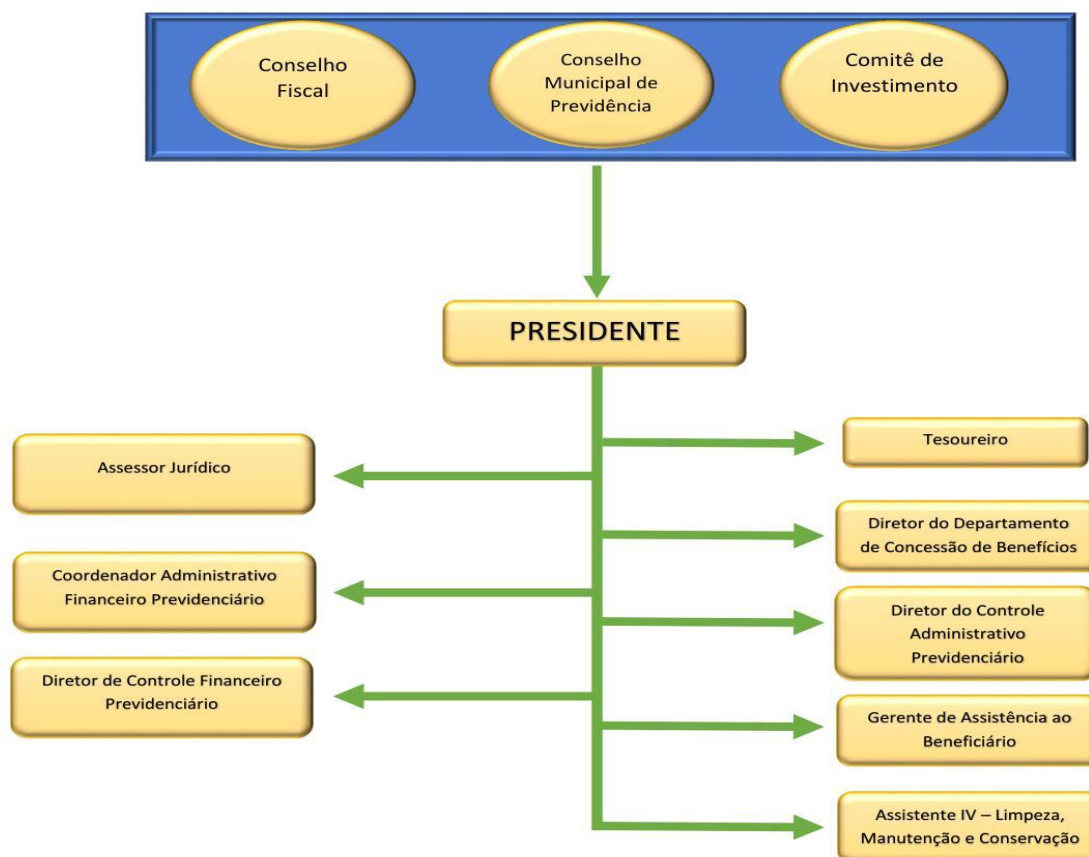 Conselho
Fiscal
Conselho
Municipal de
Previdência
Comitê de
Investimento
PRESIDENTE
Assessor Jurídico
Coordenador Administrativo
Financeiro Previdenciário
Diretor de Controle Financeiro
Previdenciário
Tesoureiro
Diretor do Departamento
de Concessão de Benefícios
Diretor do Controle
Administrativo
Previdenciário
Gerente de Assistência ao
Beneficiário
Assistente IV – Limpeza,
Manutenção e Conservação